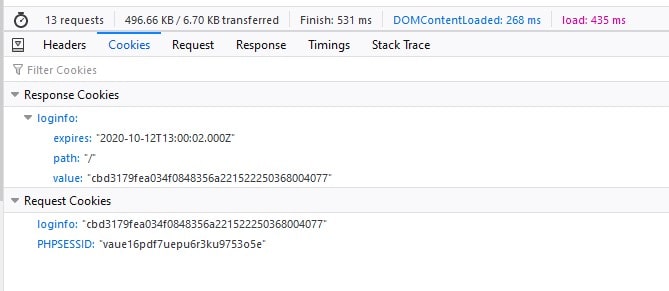 13 requests 496.66 KB / 6.70 KB transferred Finish: 531 ms DOMContentLoaded: 268 ms load: 435 ms
Headers Cookies Request Response Timings Stack Trace
Filter Cookies
Response Cookies
loginfo:
expires: "2020-10-12T13:00:02.000Z"
path: "/"
value: "cbd3179fea034f0848356a221522250368004077"
Request Cookies
loginfo: "cbd3179fea034f0848356a221522250368004077"
PHPSESSID: "vaue16pdf7uepu6r3ku9753o5e"